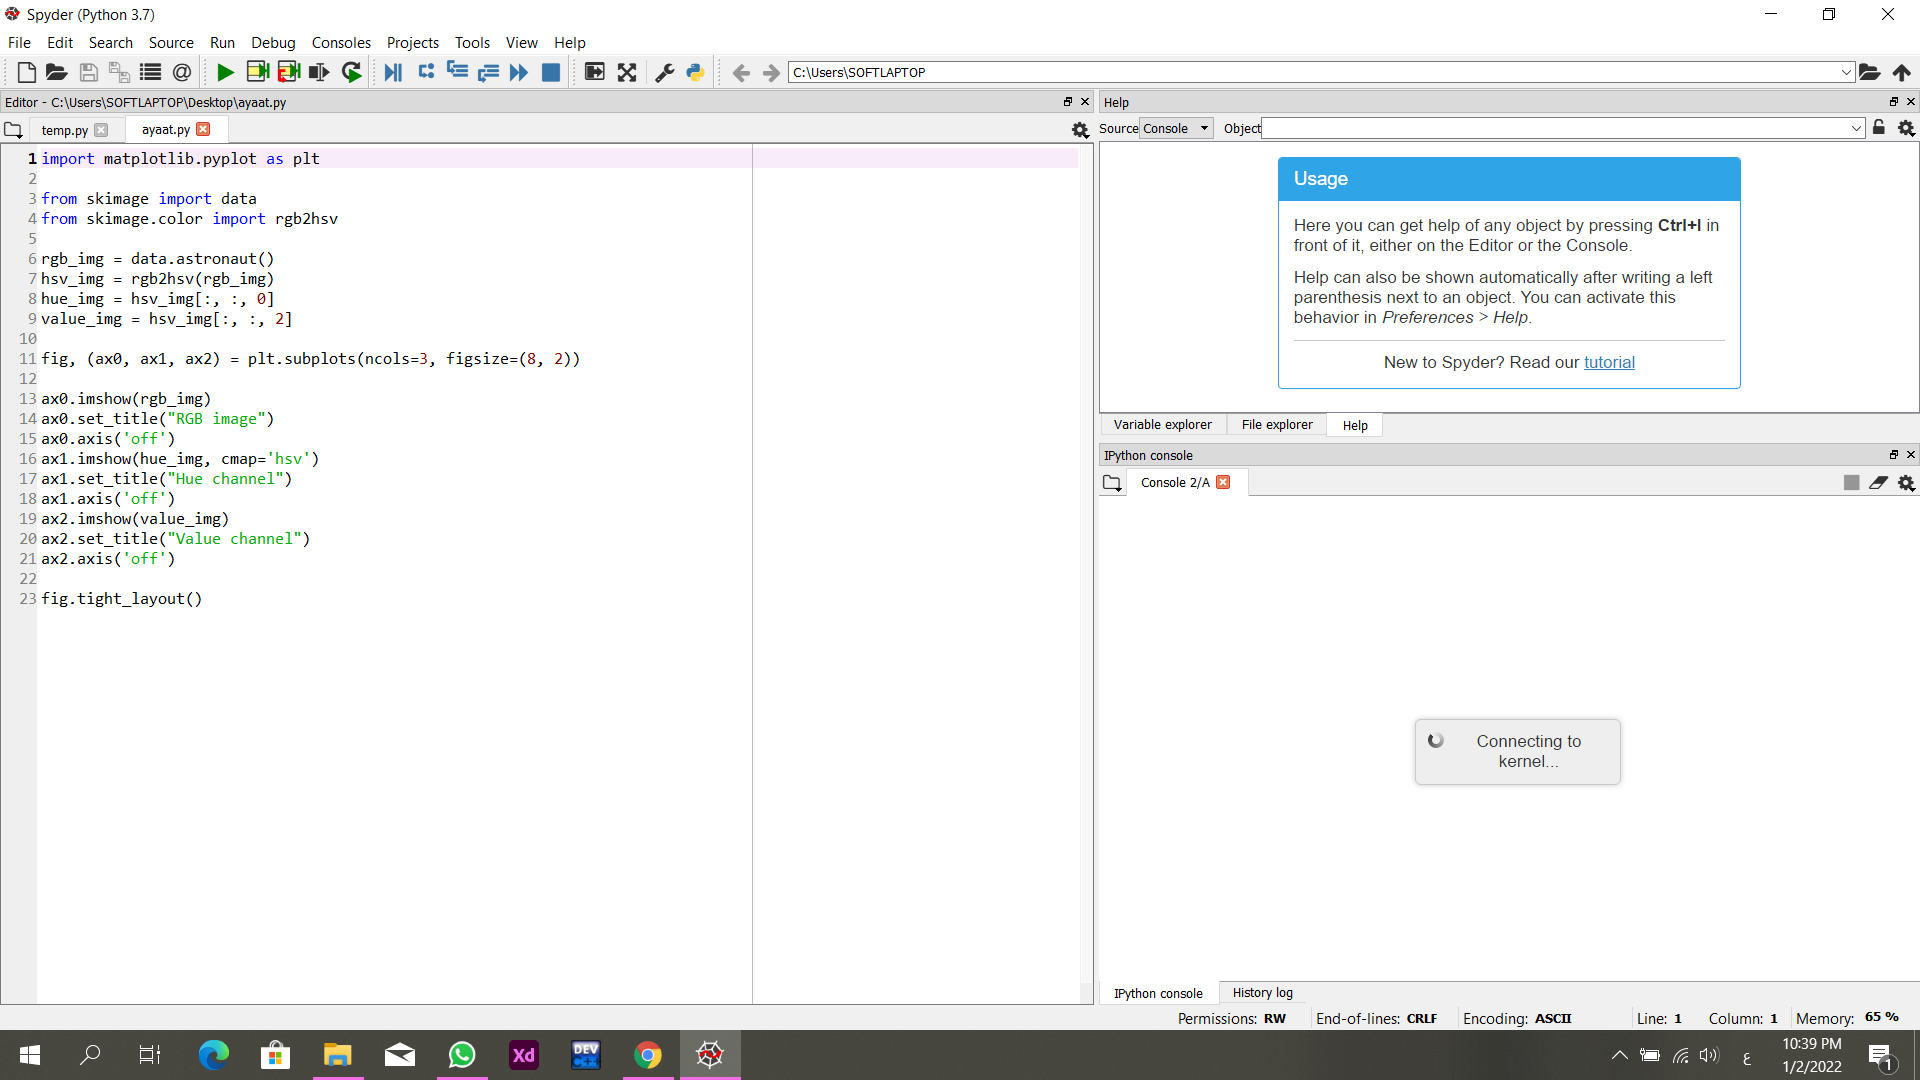 Spyder (Python 3.7)
File Edit Search Source Run Debug Consoles Projects Tools View Help
C:\Users\SOFTLAPTOP
Editor - C:\Users\SOFTLAPTOP\Desktop\ayaat.py
temp.py ayaat.py
1 import matplotlib.pyplot as plt
2
3 from skimage import data
4 from skimage.color import rgb2hsv
5
6 rgb_img = data.astronaut()
7 hsv_img = rgb2hsv(rgb_img)
8 hue_img = hsv_img[:, :, 0]
9 value_img = hsv_img[:, :, 2]
10
11 fig, (ax0, ax1, ax2) = plt.subplots(ncols=3, figsize=(8, 2))
12
13 ax0.imshow(rgb_img)
14 ax0.set_title("RGB image")
15 ax0.axis('off')
16 ax1.imshow(hue_img, cmap='hsv')
17 ax1.set_title("Hue channel")
18 ax1.axis('off')
19 ax2.imshow(value_img)
20 ax2.set_title("Value channel")
21 ax2.axis('off')
22
23 fig.tight_layout()
Help
Source Console Object
Usage
Here you can get help of any object by pressing Ctrl+I in
front of it, either on the Editor or the Console.
Help can also be shown automatically after writing a left
parenthesis next to an object. You can activate this
behavior in Preferences > Help.
New to Spyder? Read our tutorial
Variable explorer File explorer Help
IPython console
Console 2/A
Connecting to
kernel...
IPython console History log
Permissions: RW End-of-lines: CRLF Encoding: ASCII Line: 1 Column: 1 Memory: 65 %
Xd DEV C++ ع 10:39 PM
1/2/2022 1